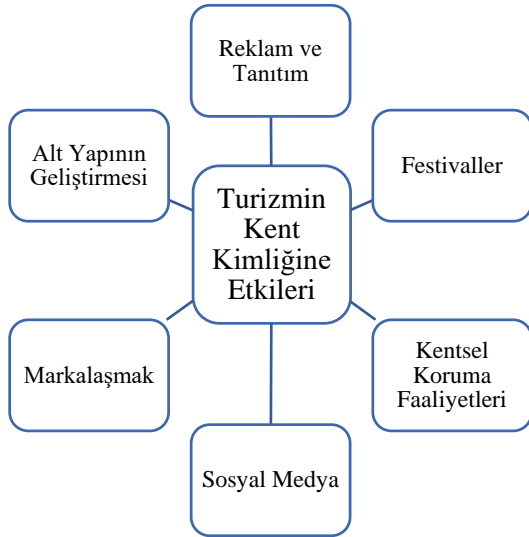 Reklam ve
Tanıtım
Alt Yapının
Geliştirmesi
Festivaller
Turizmin
Kent
Kimliğine
Etkileri
Markalaşmak
Kentsel
Koruma
Faaliyetleri
Sosyal Medya